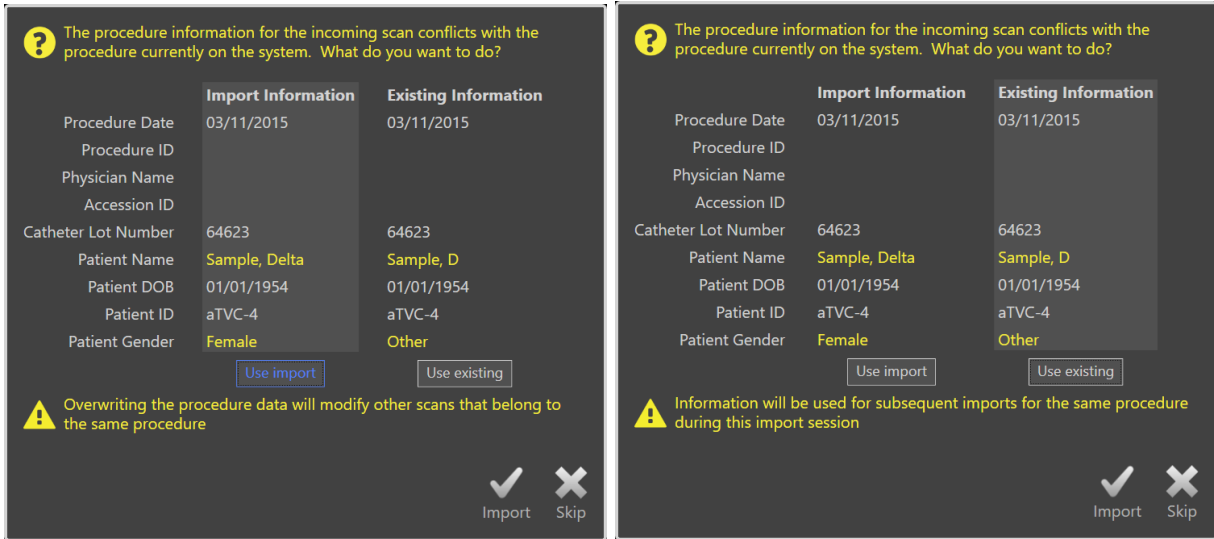 The procedure information for the incoming scan conflicts with the
procedure currently on the system. What do you want to do?
Import Information Existing Information
Procedure Date 03/11/2015 03/11/2015
Procedure ID
Physician Name
Accession ID
Catheter Lot Number 64623 64623
Patient Name Sample, Delta Sample, D
Patient DOB 01/01/1954 01/01/1954
Patient ID aTVC-4 aTVC-4
Patient Gender Female Other
Use import Use existing
Overwriting the procedure data will modify other scans that belong to
the same procedure
Import Skip
The procedure information for the incoming scan conflicts with the
procedure currently on the system. What do you want to do?
Import Information Existing Information
Procedure Date 03/11/2015 03/11/2015
Procedure ID
Physician Name
Accession ID
Catheter Lot Number 64623 64623
Patient Name Sample, Delta Sample, D
Patient DOB 01/01/1954 01/01/1954
Patient ID aTVC-4 aTVC-4
Patient Gender Female Other
Use import Use existing
Information will be used for subsequent imports for the same procedure
during this import session
Import Skip